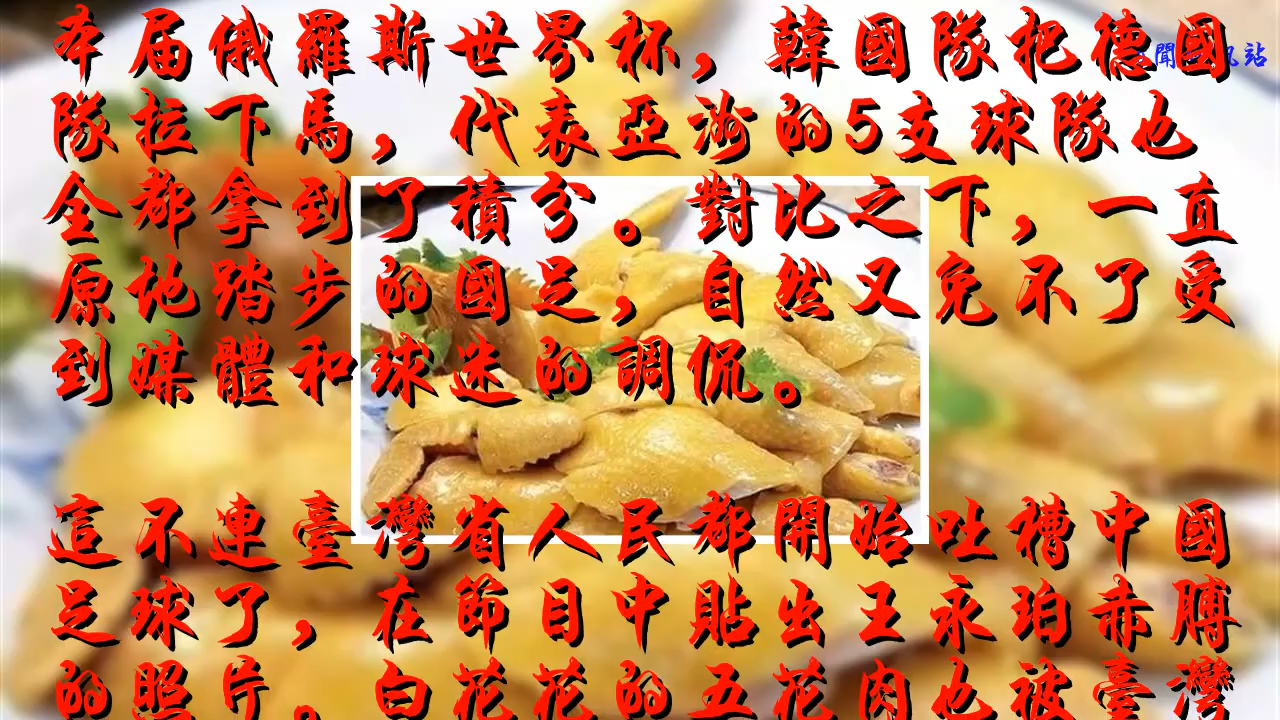 本届俄羅斯世界杯，韓國隊把德國
隊拉下馬，代表亞洲的5支球隊也
全都拿到了積分。對比之下，一直
原地踏步的國足，自然又免不了受
到媒體和球迷的調侃。
這不連臺灣省人民都開始吐槽中國
足球了，在節目中貼出王永珀赤膊
的照片。白花花的五花肉也被臺灣